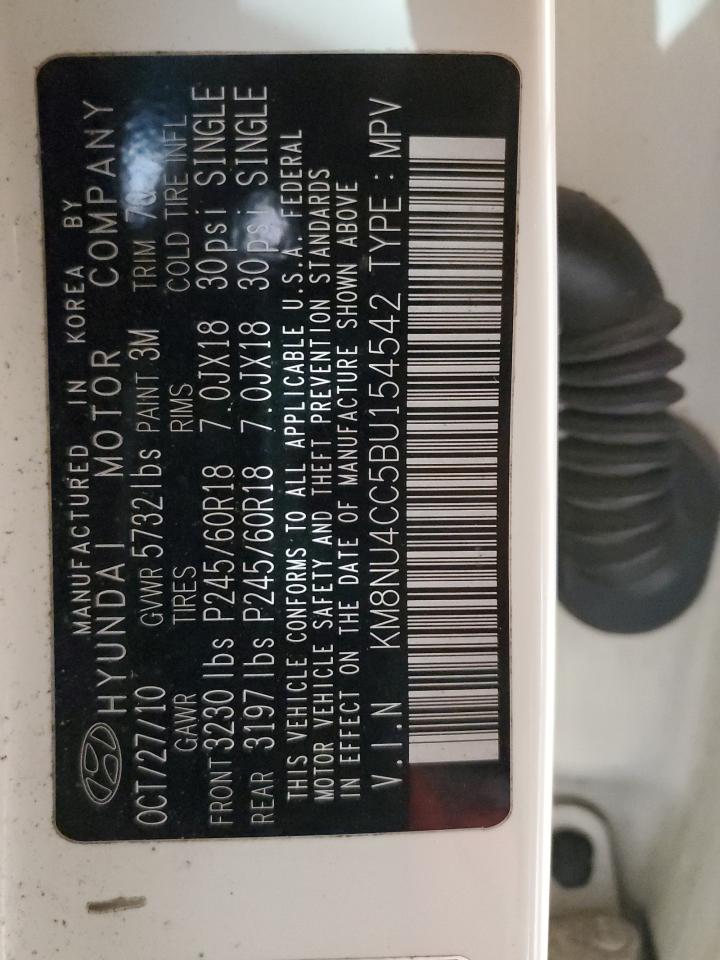 MANUFACTURED IN KOREA BY
HYUNDAI MOTOR COMPANY
OCT/27/10 GVWR 5732 lbs PAINT 3M TRIM
GAWR TIRES RIMS COLD TIRE INFL
FRONT 3230 lbs P245/60R18 7.0JX18 30psi SINGLE
REAR 3197 lbs P245/60R18 7.0JX18 30psi SINGLE
THIS VEHICLE CONFORMS TO ALL APPLICABLE U.S.A. FEDERAL
MOTOR VEHICLE SAFETY AND THEFT PREVENTION STANDARDS
IN EFFECT ON THE DATE OF MANUFACTURE SHOWN ABOVE
V.I.N KM8NU4CC5BU154542 TYPE : MPV